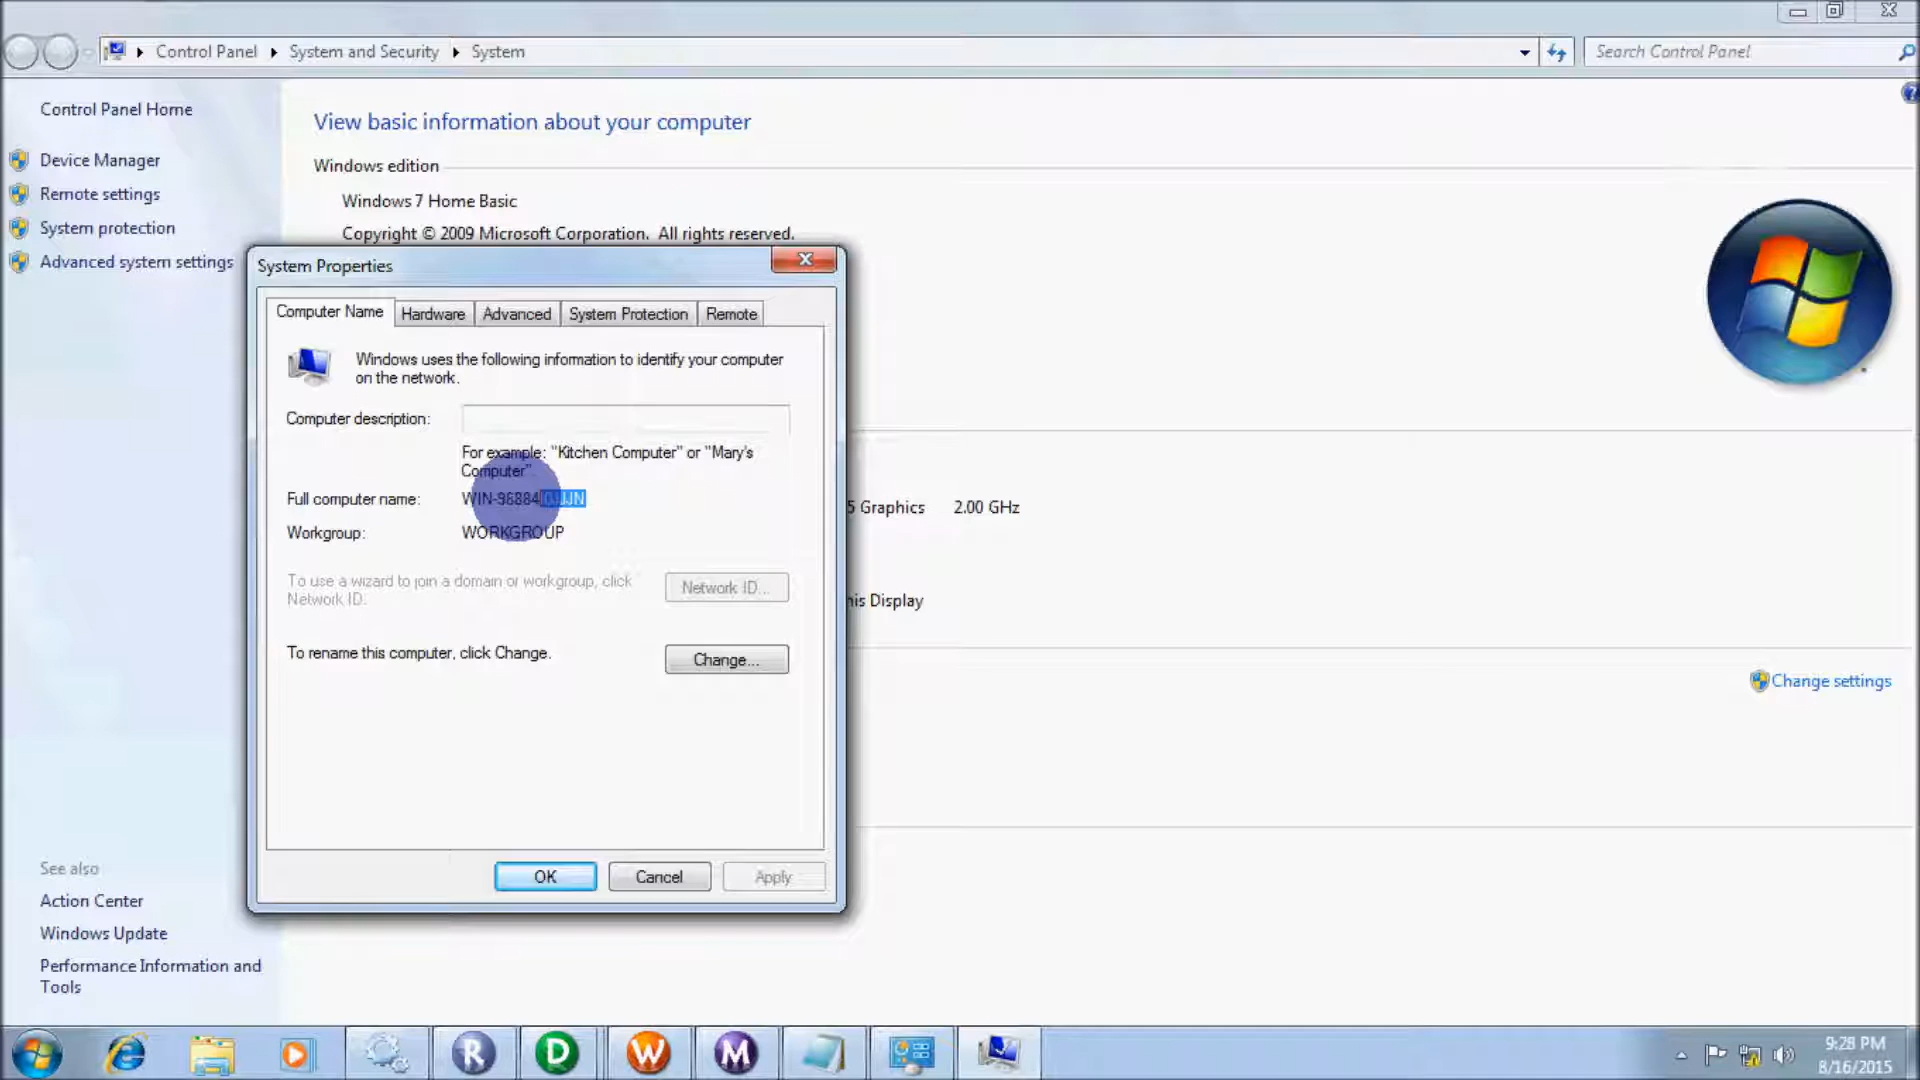 Control Panel
System and Security
System
Search Control Panel
Control Panel Home
Device Manager
Remote settings
System protection
Advanced system settings
View basic information about your computer
Windows edition
Windows 7 Home Basic
Copyright © 2009 Microsoft Corporation. All rights reserved.
System Properties
Computer Name
Hardware
Advanced
System Protection
Remote
Windows uses the following information to identify your computer
on the network.
Computer description:
For example: "Kitchen Computer" or "Mary's
Computer".
Full computer name:
Workgroup:
WORKGROUP
To use a wizard to join a domain or workgroup, click
Network ID.
Network ID...
To rename this computer, click Change.
Change...
OK
Cancel
Apply
Graphics 2.00 GHz
Display
Change settings
See also
Action Center
Windows Update
Performance Information and
Tools
R
D
W
M
9:28 PM
8/16/2015